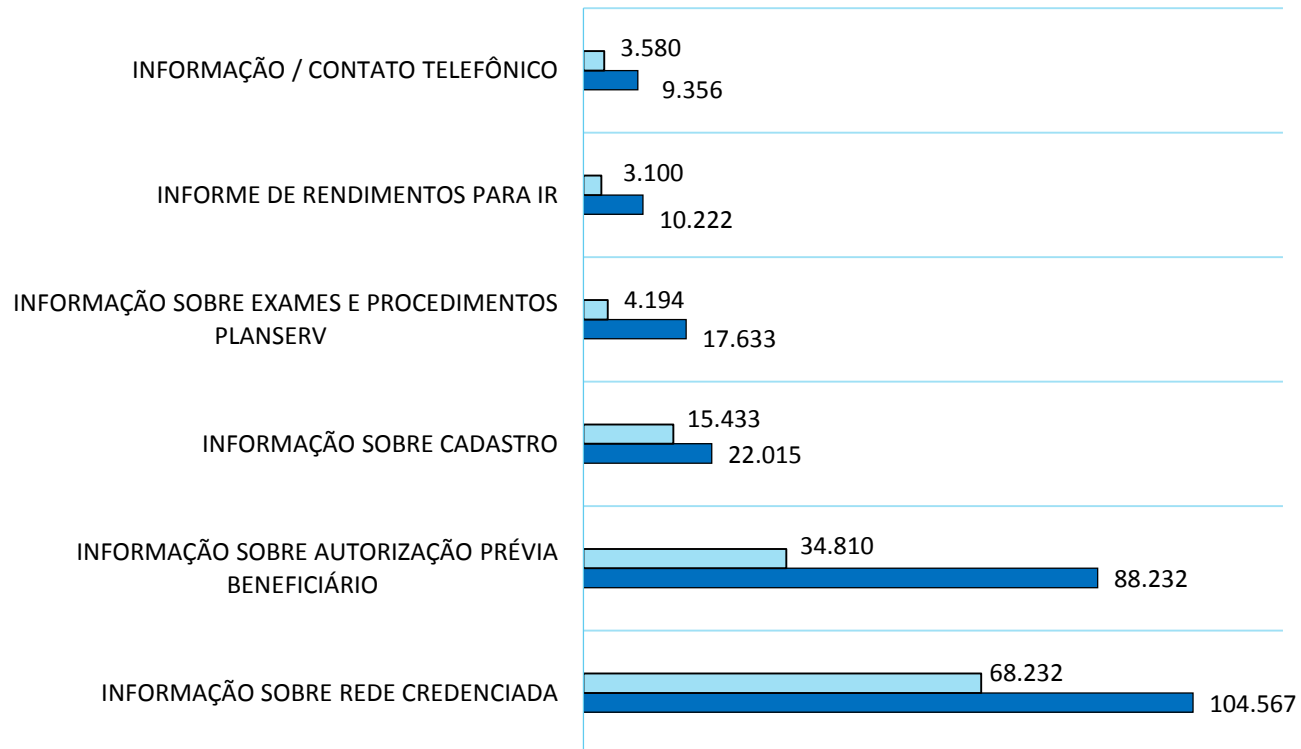 INFORMAÇÃO / CONTATO TELEFÔNICO
3.580
9.356
INFORME DE RENDIMENTOS PARA IR
3.100
10.222
INFORMAÇÃO SOBRE EXAMES E PROCEDIMENTOS
PLANSERV
4.194
17.633
INFORMAÇÃO SOBRE CADASTRO
15.433
22.015
INFORMAÇÃO SOBRE AUTORIZAÇÃO PRÉVIA
BENEFICIÁRIO
34.810
88.232
INFORMAÇÃO SOBRE REDE CREDENCIADA
68.232
104.567